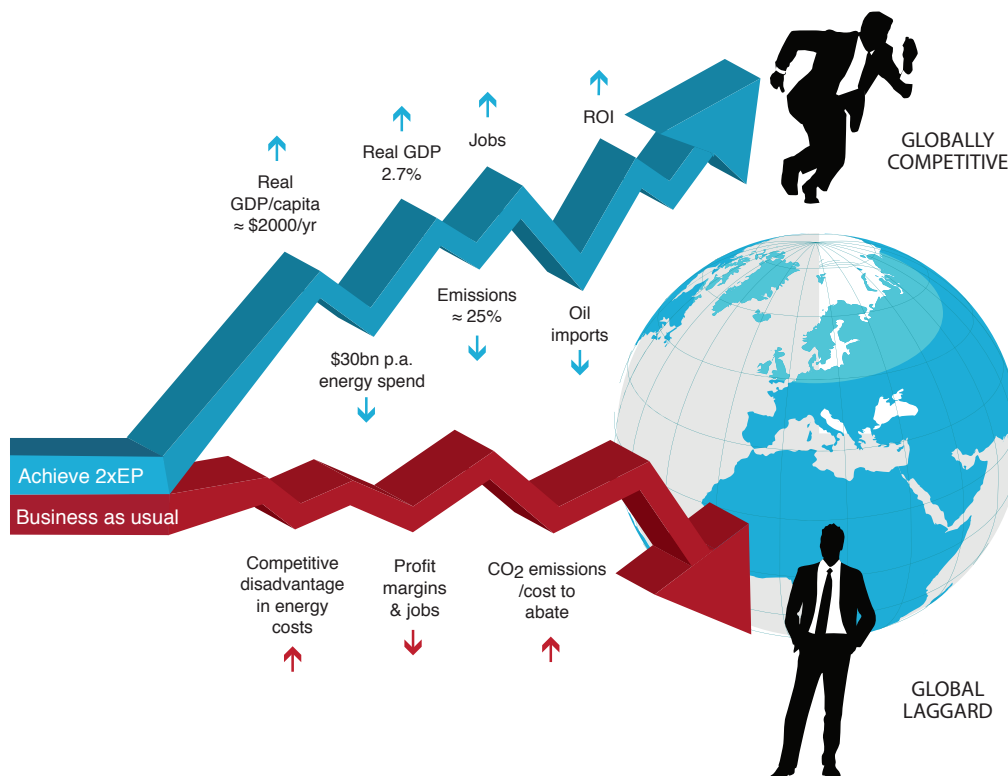 ROI
Jobs
Real GDP
2.7%
GLOBALLY
COMPETITIVE
Real
GDP/capita
≈ $2000/yr
Emissions
≈ 25%
Oil
imports
$30bn p.a.
energy spend
Achieve 2xEP
Business as usual
Competitive
disadvantage
in energy
costs
Profit
margins
& jobs
CO2 emissions
/cost to
abate
GLOBAL
LAGGARD